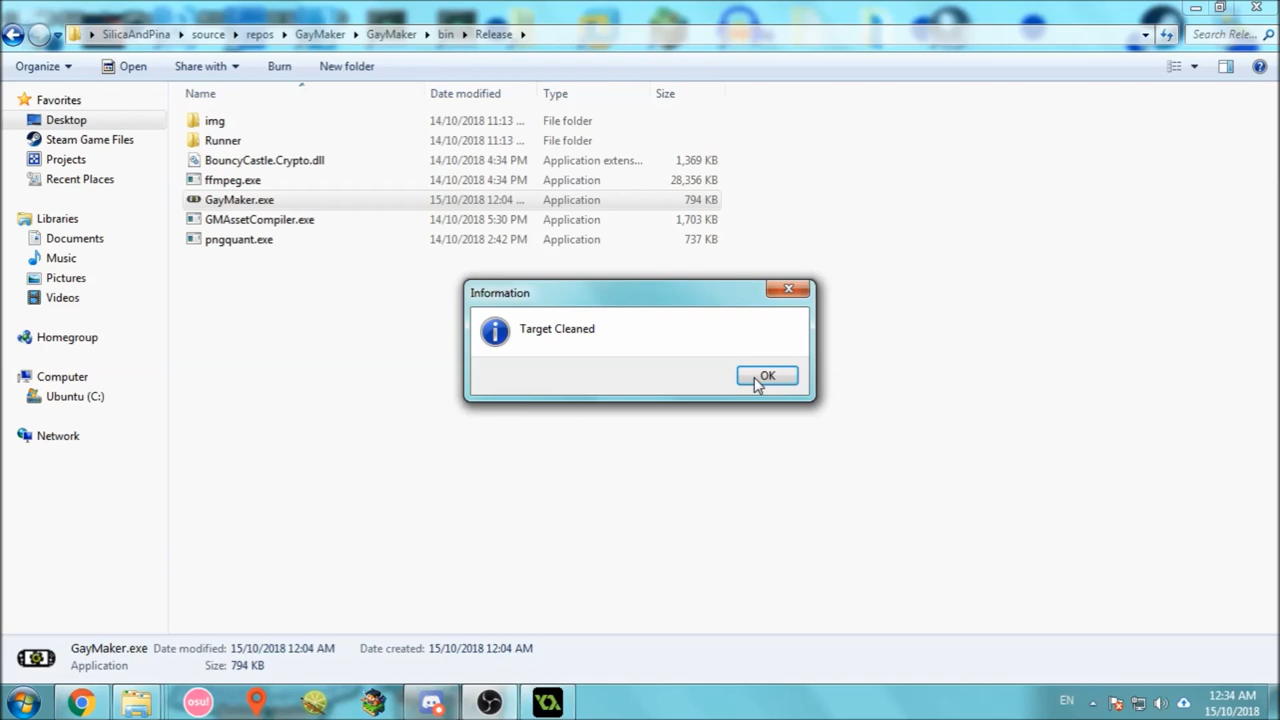 SilicaAndPina source repos GayMaker GayMaker bin Release
Search Rele...
Organize Open Share with Burn New folder
Name Date modified Type Size
Favorites
Desktop
Steam Game Files
Projects
Recent Places
Libraries
Documents
Music
Pictures
Videos
Homegroup
Computer
Ubuntu (C:)
Network
img 14/10/2018 11:13 ... File folder
Runner 14/10/2018 11:13 ... File folder
BouncyCastle.Crypto.dll 14/10/2018 4:34 PM Application extens... 1,369 KB
ffmpeg.exe 14/10/2018 4:34 PM Application 28,356 KB
GayMaker.exe 15/10/2018 12:04 ... Application 794 KB
GMAssetCompiler.exe 14/10/2018 5:30 PM Application 1,703 KB
pngquant.exe 14/10/2018 2:42 PM Application 737 KB
Information
Target Cleaned
OK
GayMaker.exe Date modified: 15/10/2018 12:04 AM Date created: 15/10/2018 12:04 AM
Application Size: 794 KB
osu!
EN
12:34 AM
15/10/2018